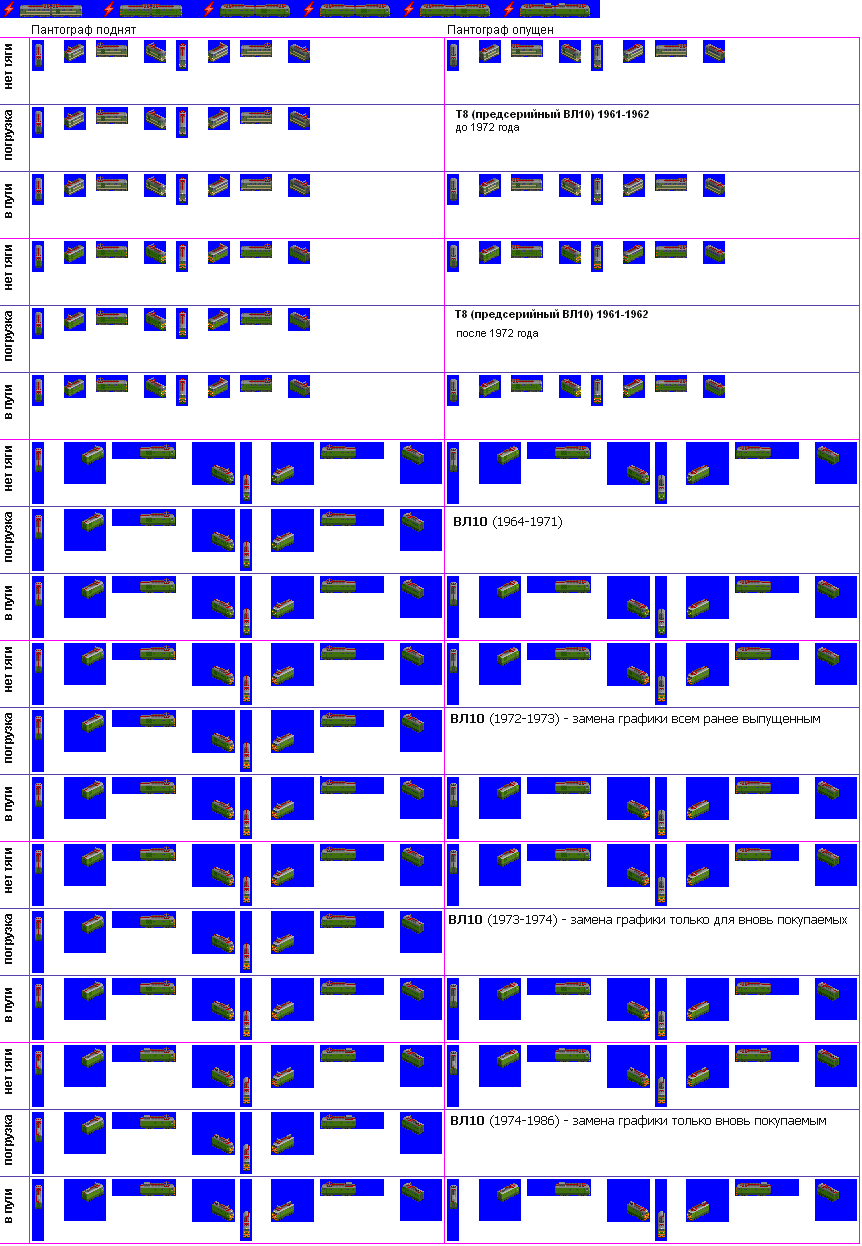 Пантограф поднят
Пантограф опущен
нет тяги
погрузка
Т8 (предсерийный ВЛ10) 1961-1962
до 1972 года
в пути
нет тяги
погрузка
Т8 (предсерийный ВЛ10) 1961-1962
после 1972 года
в пути
нет тяги
погрузка
ВЛ10 (1964-1971)
в пути
нет тяги
погрузка
ВЛ10 (1972-1973) - замена графики всем ранее выпущенным
в пути
нет тяги
погрузка
ВЛ10 (1973-1974) - замена графики только для вновь покупаемых
в пути
нет тяги
погрузка
ВЛ10 (1974-1986) - замена графики только вновь покупаемым
в пути